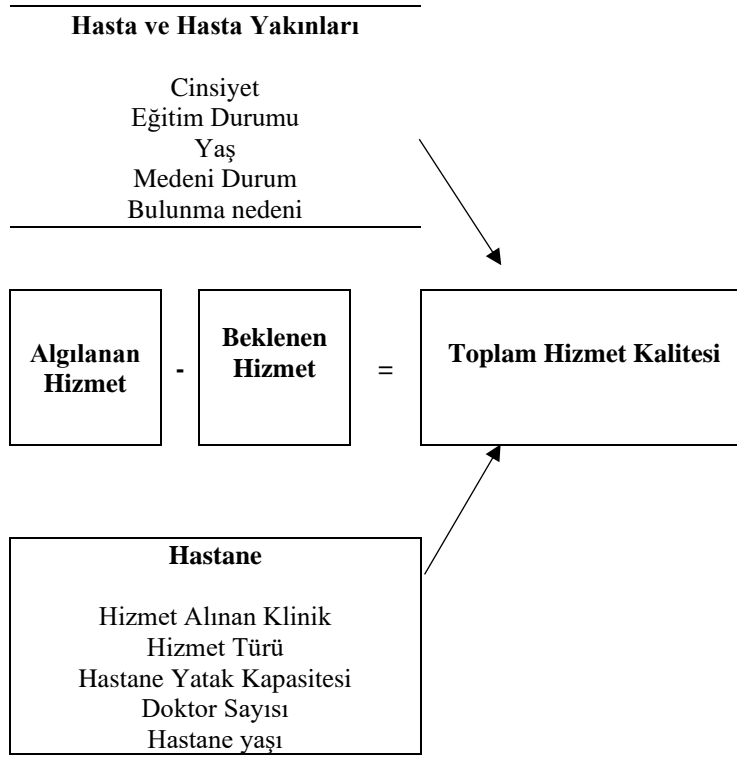 Hasta ve Hasta Yakınları
Cinsiyet
Eğitim Durumu
Yaş
Medeni Durum
Bulunma nedeni
Algılanan
Hizmet
-
Beklenen
Hizmet
=
Toplam Hizmet Kalitesi
Hastane
Hizmet Alınan Klinik
Hizmet Türü
Hastane Yatak Kapasitesi
Doktor Sayısı
Hastane yaşı